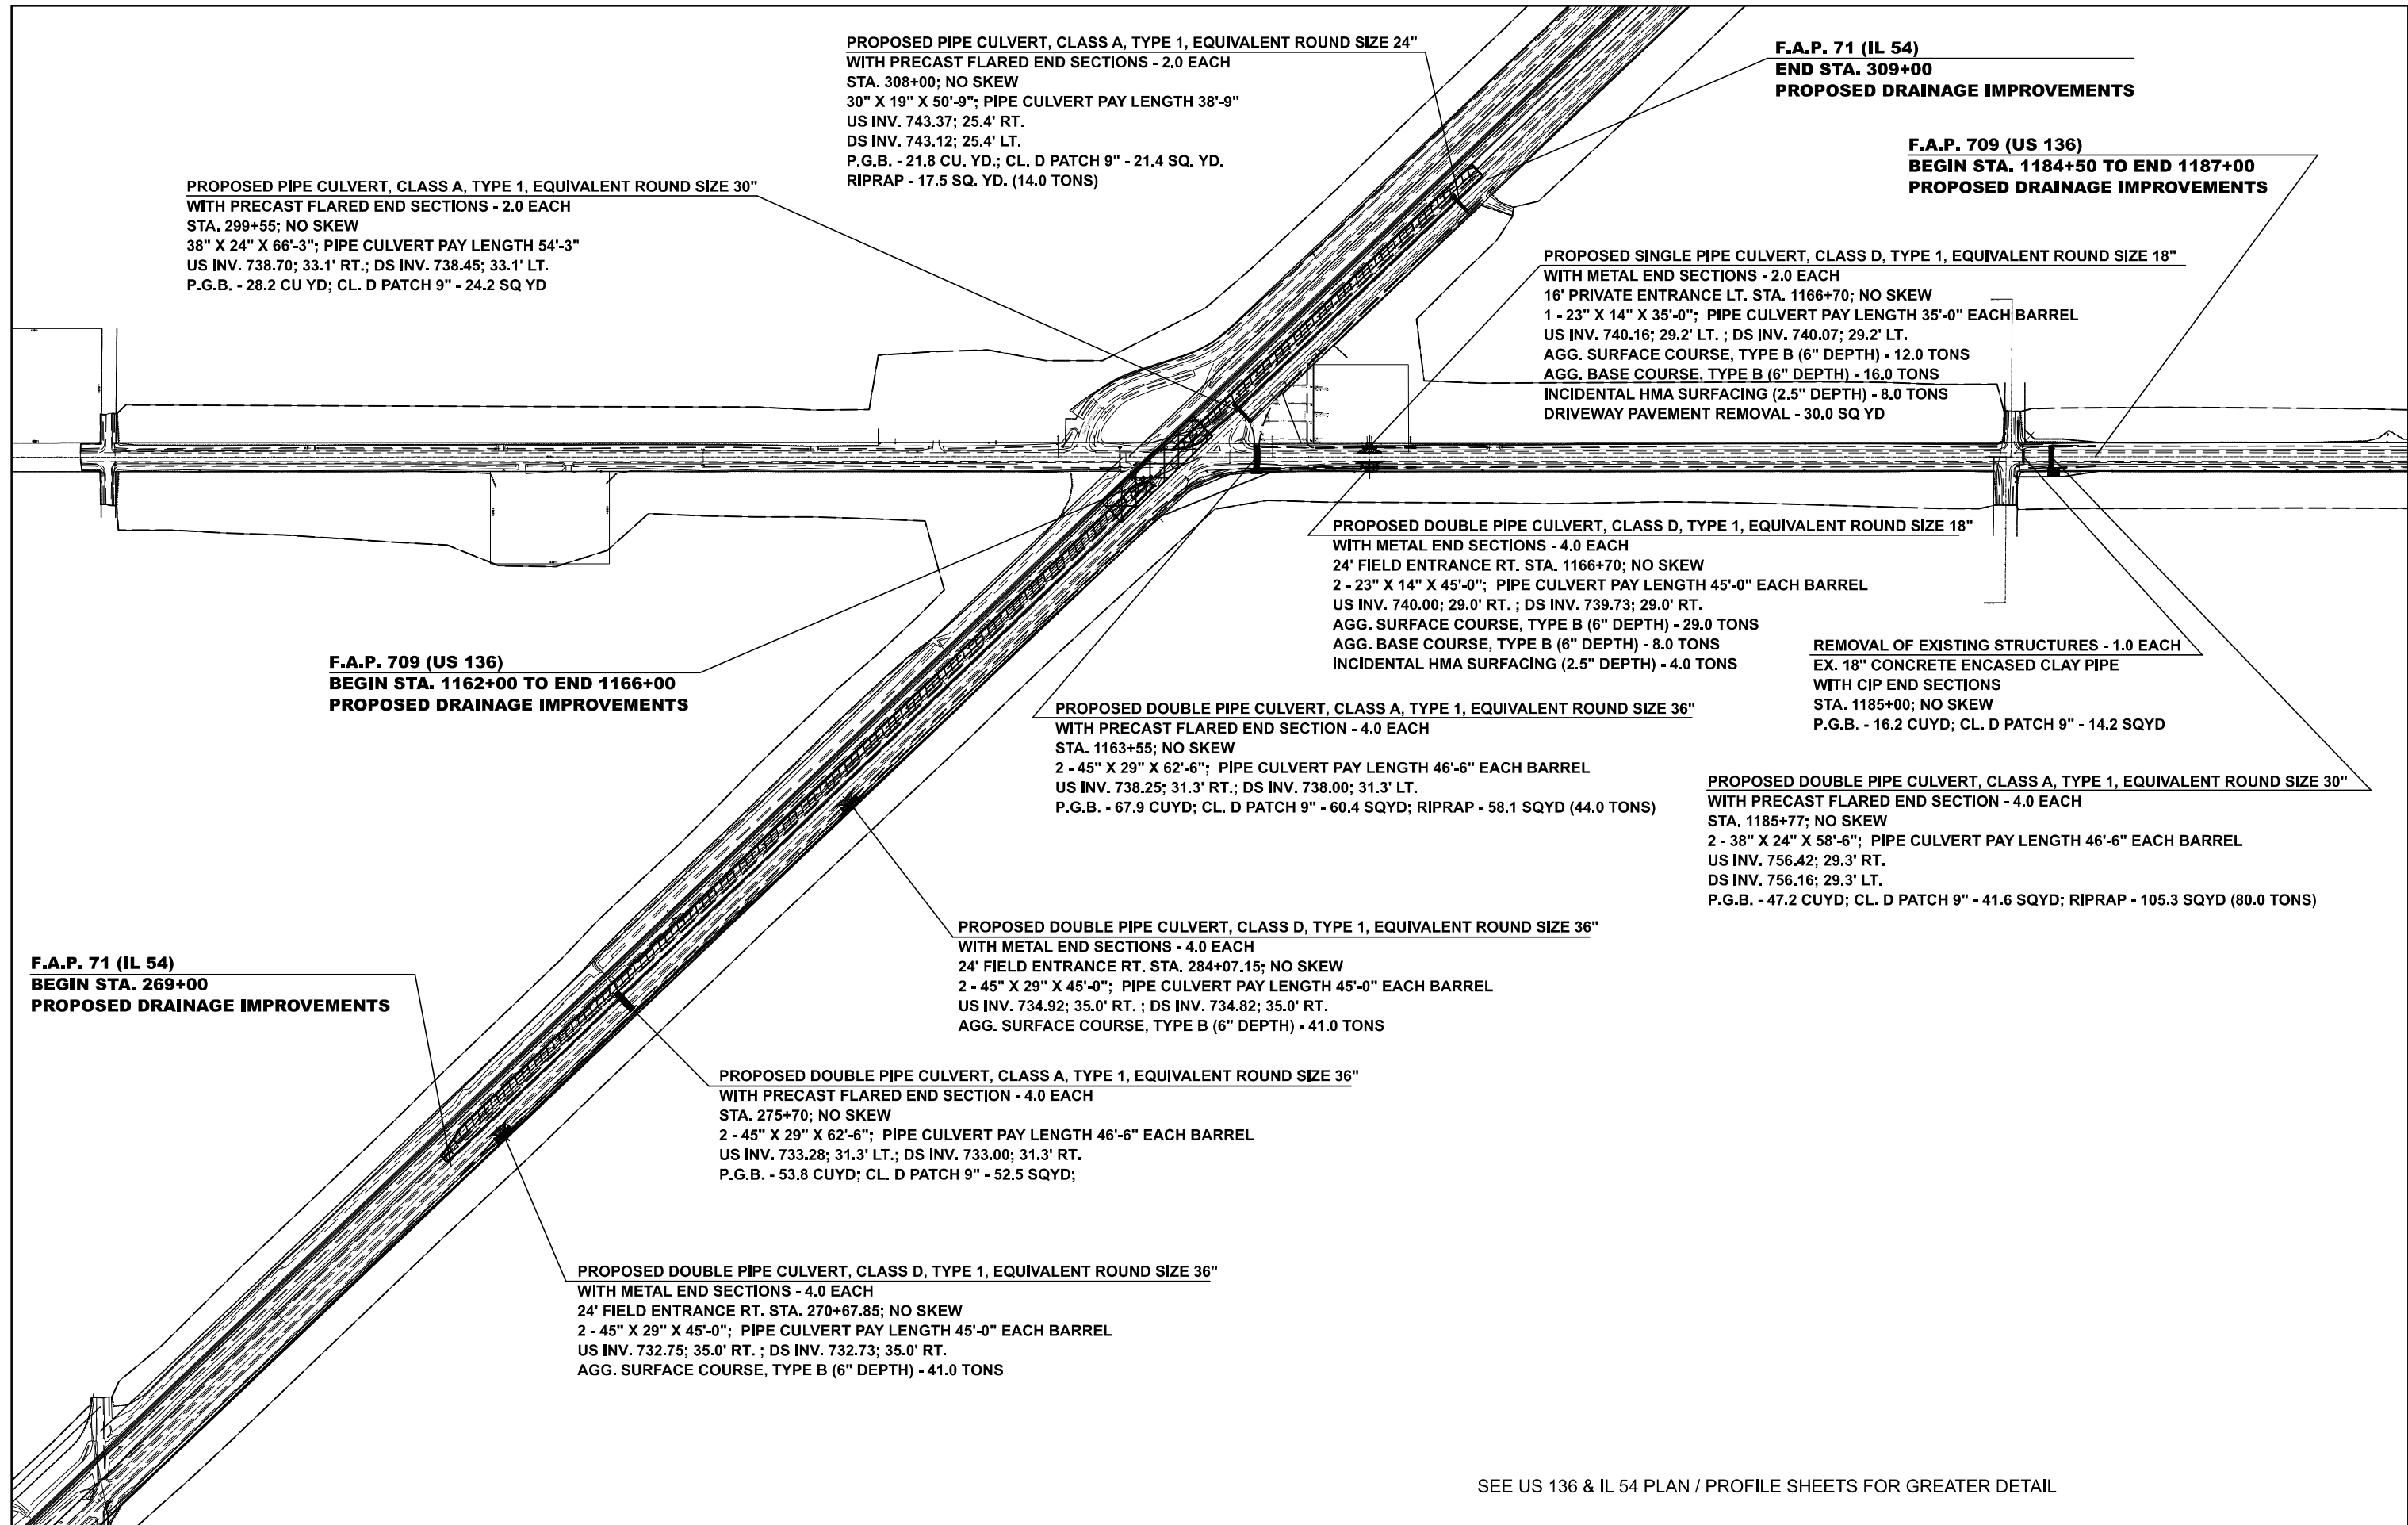 PROPOSED PIPE CULVERT, CLASS A, TYPE 1, EQUIVALENT ROUND SIZE 24"
WITH PRECAST FLARED END SECTIONS - 2.0 EACH
STA. 308+00; NO SKEW
30" X 19" X 50'-9"; PIPE CULVERT PAY LENGTH 38'-9"
US INV. 743.37; 25.4' RT.
DS INV. 743.12; 25.4' LT.
P.G.B. - 21.8 CU. YD.; CL. D PATCH 9" - 21.4 SQ. YD.
RIPRAP - 17.5 SQ. YD. (14.0 TONS)
F.A.P. 71 (IL 54)
END STA. 309+00
PROPOSED DRAINAGE IMPROVEMENTS
F.A.P. 709 (US 136)
BEGIN STA. 1184+50 TO END 1187+00
PROPOSED DRAINAGE IMPROVEMENTS
PROPOSED PIPE CULVERT, CLASS A, TYPE 1, EQUIVALENT ROUND SIZE 30"
WITH PRECAST FLARED END SECTIONS - 2.0 EACH
STA. 299+55; NO SKEW
38" X 24" X 66'-3"; PIPE CULVERT PAY LENGTH 54'-3"
US INV. 738.70; 33.1' RT.; DS INV. 738.45; 33.1' LT.
P.G.B. - 28.2 CU YD; CL. D PATCH 9" - 24.2 SQ YD
PROPOSED SINGLE PIPE CULVERT, CLASS D, TYPE 1, EQUIVALENT ROUND SIZE 18"
WITH METAL END SECTIONS - 2.0 EACH
16' PRIVATE ENTRANCE LT. STA. 1166+70; NO SKEW
1 - 23" X 14" X 35'-0"; PIPE CULVERT PAY LENGTH 35'-0" EACH BARREL
US INV. 740.16; 29.2' LT. ; DS INV. 740.07; 29.2' LT.
AGG. SURFACE COURSE, TYPE B (6" DEPTH) - 12.0 TONS
AGG. BASE COURSE, TYPE B (6" DEPTH) - 16.0 TONS
INCIDENTAL HMA SURFACING (2.5" DEPTH) - 8.0 TONS
DRIVEWAY PAVEMENT REMOVAL - 30.0 SQ YD
PROPOSED DOUBLE PIPE CULVERT, CLASS D, TYPE 1, EQUIVALENT ROUND SIZE 18"
WITH METAL END SECTIONS - 4.0 EACH
24' FIELD ENTRANCE RT. STA. 1166+70; NO SKEW
2 - 23" X 14" X 45'-0"; PIPE CULVERT PAY LENGTH 45'-0" EACH BARREL
US INV. 740.00; 29.0' RT. ; DS INV. 739.73; 29.0' RT.
AGG. SURFACE COURSE, TYPE B (6" DEPTH) - 29.0 TONS
AGG. BASE COURSE, TYPE B (6" DEPTH) - 8.0 TONS
INCIDENTAL HMA SURFACING (2.5" DEPTH) - 4.0 TONS
F.A.P. 709 (US 136)
BEGIN STA. 1162+00 TO END 1166+00
PROPOSED DRAINAGE IMPROVEMENTS
REMOVAL OF EXISTING STRUCTURES - 1.0 EACH
EX. 18" CONCRETE ENCASED CLAY PIPE
WITH CIP END SECTIONS
STA. 1185+00; NO SKEW
P.G.B. - 16.2 CUYD; CL. D PATCH 9" - 14.2 SQYD
PROPOSED DOUBLE PIPE CULVERT, CLASS A, TYPE 1, EQUIVALENT ROUND SIZE 36"
WITH PRECAST FLARED END SECTION - 4.0 EACH
STA. 1163+55; NO SKEW
2 - 45" X 29" X 62'-6"; PIPE CULVERT PAY LENGTH 46'-6" EACH BARREL
US INV. 738.25; 31.3' RT.; DS INV. 738.00; 31.3' LT.
P.G.B. - 67.9 CUYD; CL. D PATCH 9" - 60.4 SQYD; RIPRAP - 58.1 SQYD (44.0 TONS)
PROPOSED DOUBLE PIPE CULVERT, CLASS A, TYPE 1, EQUIVALENT ROUND SIZE 30"
WITH PRECAST FLARED END SECTION - 4.0 EACH
STA. 1185+77; NO SKEW
2 - 38" X 24" X 58'-6"; PIPE CULVERT PAY LENGTH 46'-6" EACH BARREL
US INV. 756.42; 29.3' RT.
DS INV. 756.16; 29.3' LT.
P.G.B. - 47.2 CUYD; CL. D PATCH 9" - 41.6 SQYD; RIPRAP - 105.3 SQYD (80.0 TONS)
PROPOSED DOUBLE PIPE CULVERT, CLASS D, TYPE 1, EQUIVALENT ROUND SIZE 36"
WITH METAL END SECTIONS - 4.0 EACH
24' FIELD ENTRANCE RT. STA. 284+07.15; NO SKEW
2 - 45" X 29" X 45'-0"; PIPE CULVERT PAY LENGTH 45'-0" EACH BARREL
US INV. 734.92; 35.0' RT. ; DS INV. 734.82; 35.0' RT.
AGG. SURFACE COURSE, TYPE B (6" DEPTH) - 41.0 TONS
F.A.P. 71 (IL 54)
BEGIN STA. 269+00
PROPOSED DRAINAGE IMPROVEMENTS
PROPOSED DOUBLE PIPE CULVERT, CLASS A, TYPE 1, EQUIVALENT ROUND SIZE 36"
WITH PRECAST FLARED END SECTION - 4.0 EACH
STA. 275+70; NO SKEW
2 - 45" X 29" X 62'-6"; PIPE CULVERT PAY LENGTH 46'-6" EACH BARREL
US INV. 733.28; 31.3' LT.; DS INV. 733.00; 31.3' RT.
P.G.B. - 53.8 CUYD; CL. D PATCH 9" - 52.5 SQYD;
PROPOSED DOUBLE PIPE CULVERT, CLASS D, TYPE 1, EQUIVALENT ROUND SIZE 36"
WITH METAL END SECTIONS - 4.0 EACH
24' FIELD ENTRANCE RT. STA. 270+67.85; NO SKEW
2 - 45" X 29" X 45'-0"; PIPE CULVERT PAY LENGTH 45'-0" EACH BARREL
US INV. 732.75; 35.0' RT. ; DS INV. 732.73; 35.0' RT.
AGG. SURFACE COURSE, TYPE B (6" DEPTH) - 41.0 TONS
SEE US 136 & IL 54 PLAN / PROFILE SHEETS FOR GREATER DETAIL